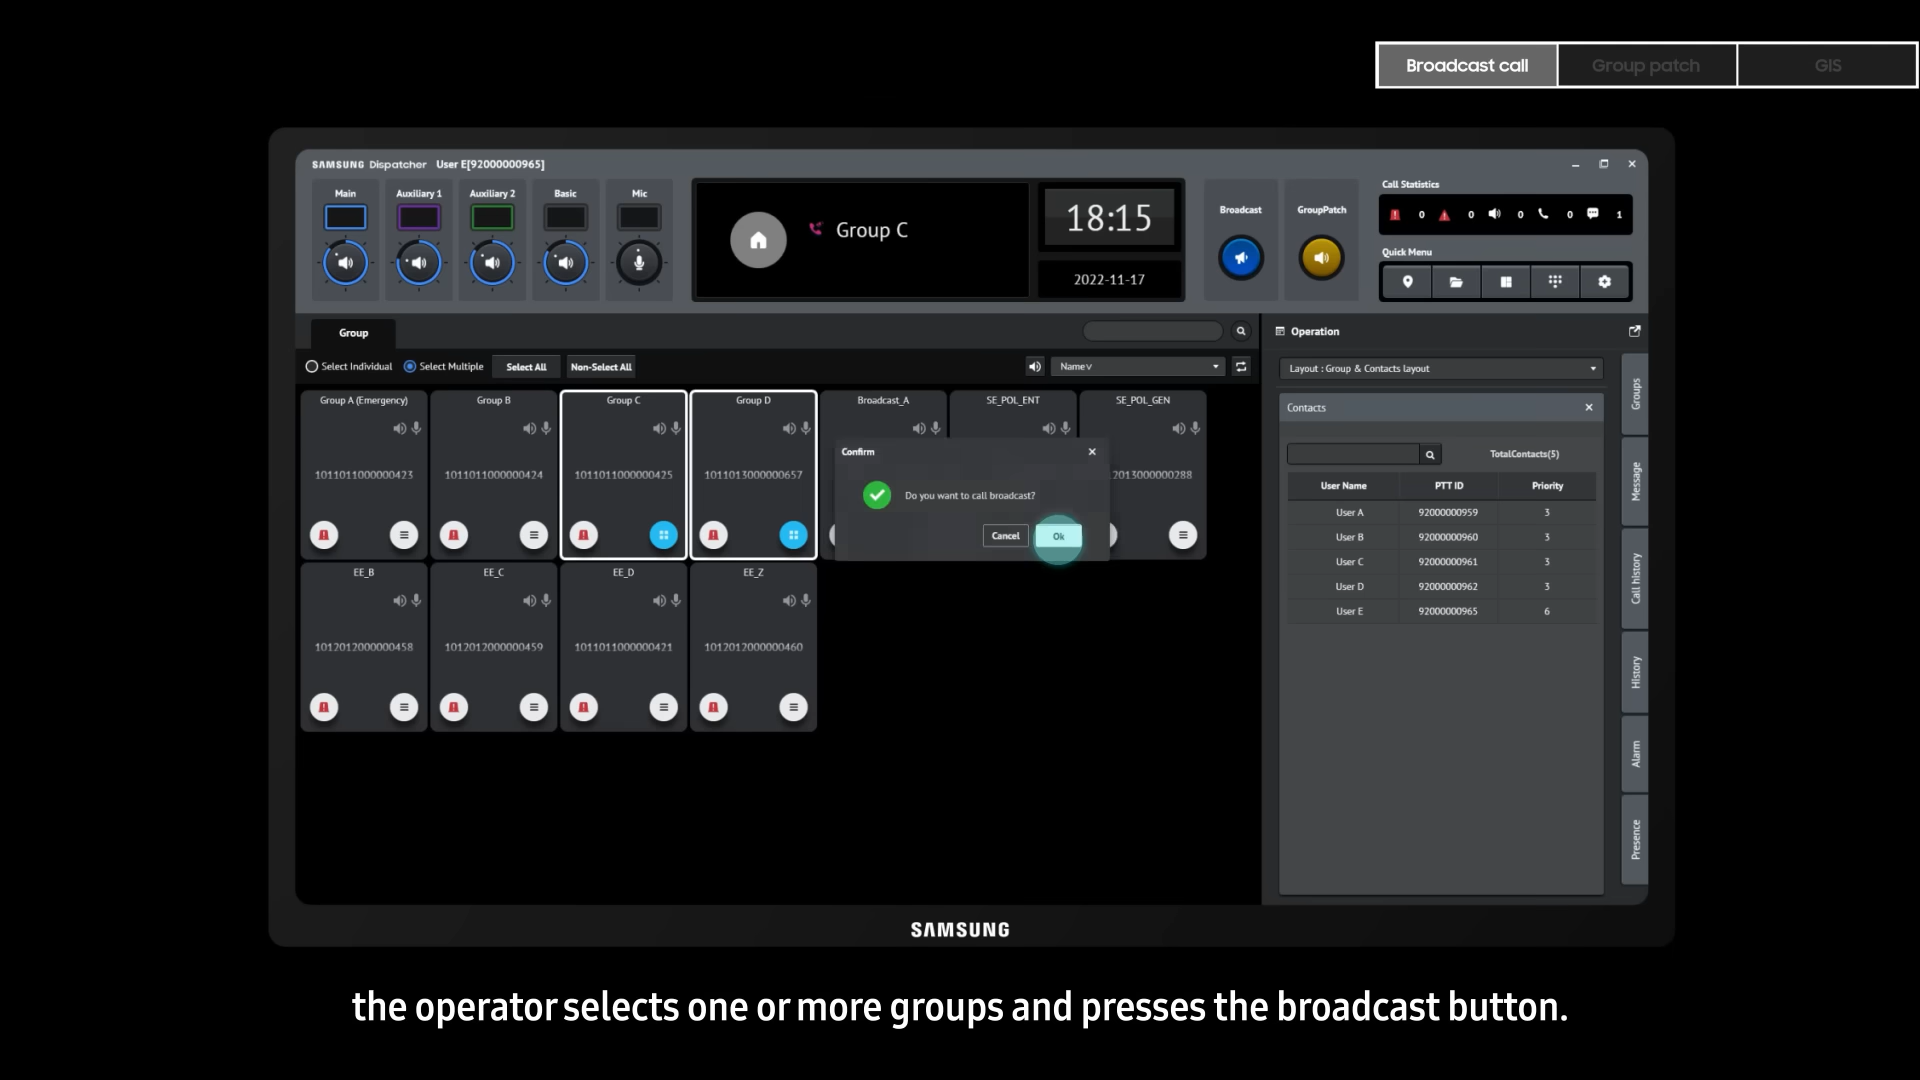 Broadcast call
Group patch
GIS
SAMSUNG Dispatcher User E[92000000965]
Main
Auxiliary 1
Auxiliary 2
Basic
Mic
Group C
18:15
2022-11-17
Broadcast
GroupPatch
Call Statistics
0
0
0
0
1
Quick Menu
Group
Select Individual
Select Multiple
Select All
Non-Select All
Name∨
Group A (Emergency)
Group B
Group C
Group D
Broadcast_A
SE_POL_ENT
SE_POL_GEN
1011011000000423
1011011000000424
1011011000000425
1011013000000657
2013000000288
Confirm
Do you want to call broadcast?
Cancel
Ok
EE_B
EE_C
EE_D
EE_Z
1012012000000458
1012012000000459
1011011000000421
1012012000000460
Operation
Layout : Group & Contacts layout
Contacts
TotalContacts(5)
User Name PTT ID Priority
User A 92000000959 3
User B 92000000960 3
User C 92000000961 3
User D 92000000962 3
User E 92000000965 6
Groups
Message
Call history
History
Alarm
Presence
SAMSUNG
the operator selects one or more groups and presses the broadcast button.